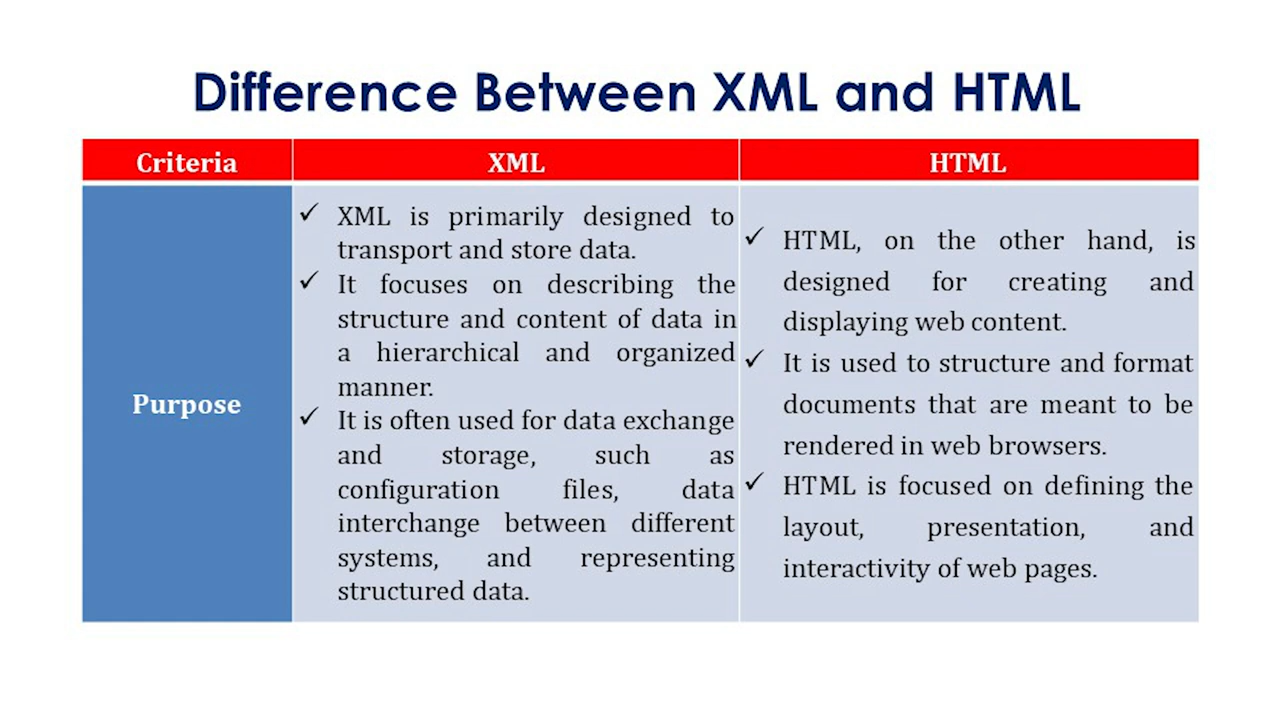 Difference Between XML and HTML
Criteria
XML
HTML
Purpose
✓ XML is primarily designed to
transport and store data.
✓ It focuses on describing the
structure and content of data in
a hierarchical and organized
manner.
✓ It is often used for data exchange
and storage, such as
configuration files, data
interchange between different
systems, and representing
structured data.
✓ HTML, on the other hand, is
designed for creating and
displaying web content.
✓ It is used to structure and format
documents that are meant to be
rendered in web browsers.
✓ HTML is focused on defining the
layout, presentation, and
interactivity of web pages.